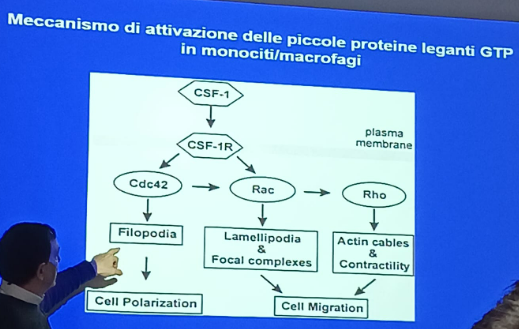 Meccanismo di attivazione delle piccole proteine leganti GTP
in monociti/macrofagi
CSF-1
plasma
membrane
CSF-1R
Cdc42
Rac
Rho
Filopodia
Lamellipodia
&
Focal complexes
Actin cables
&
Contractility
Cell Polarization
Cell Migration